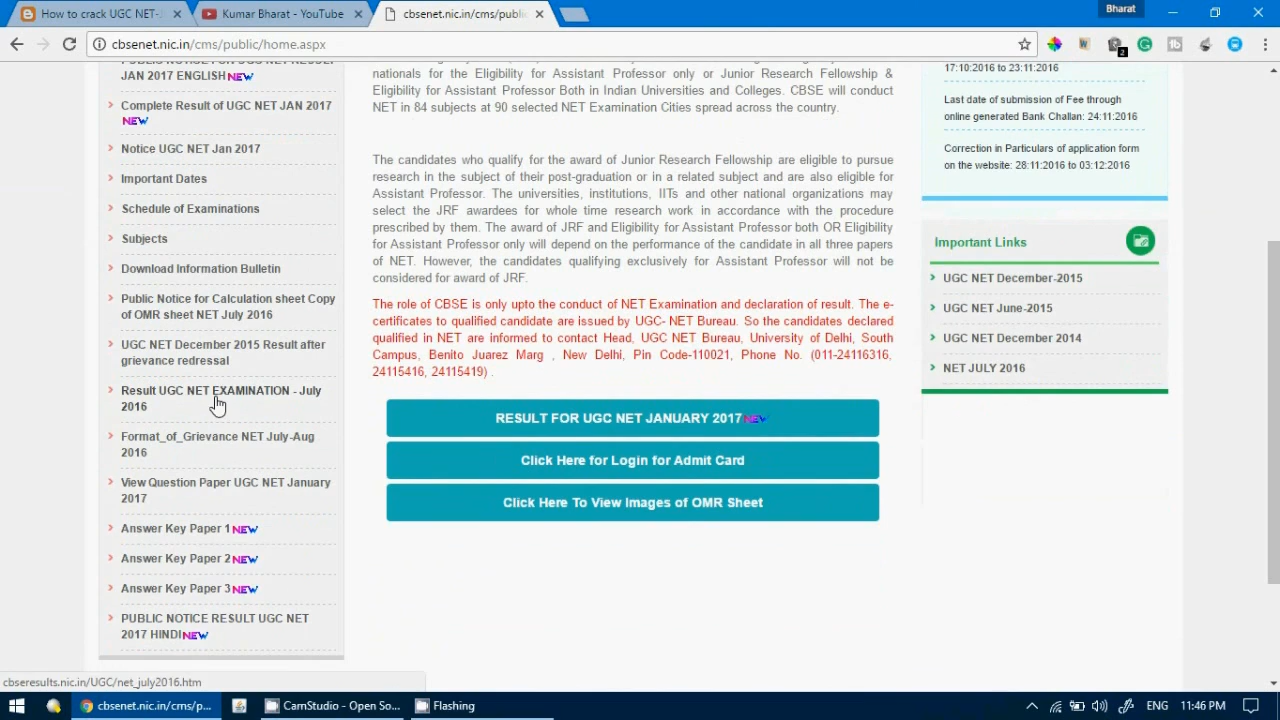 How to crack UGC NET-J
Kumar Bharat - YouTube
cbsenet.nic.in/cms/publi
Bharat
cbsenet.nic.in/cms/public/home.aspx
2
JAN 2017 ENGLISH NEW
Complete Result of UGC NET JAN 2017
NEW
Notice UGC NET Jan 2017
Important Dates
Schedule of Examinations
Subjects
Download Information Bulletin
Public Notice for Calculation sheet Copy
of OMR sheet NET July 2016
UGC NET December 2015 Result after
grievance redressal
Result UGC NET EXAMINATION - July
2016
Format_of_Grievance NET July-Aug
2016
View Question Paper UGC NET January
2017
Answer Key Paper 1 NEW
Answer Key Paper 2 NEW
Answer Key Paper 3 NEW
PUBLIC NOTICE RESULT UGC NET
2017 HINDI NEW
nationals for the Eligibility for Assistant Professor only or Junior Research Fellowship &
Eligibility for Assistant Professor Both in Indian Universities and Colleges. CBSE will conduct
NET in 84 subjects at 90 selected NET Examination Cities spread across the country.
The candidates who qualify for the award of Junior Research Fellowship are eligible to pursue
research in the subject of their post-graduation or in a related subject and are also eligible for
Assistant Professor. The universities, institutions, IITs and other national organizations may
select the JRF awardees for whole time research work in accordance with the procedure
prescribed by them. The award of JRF and Eligibility for Assistant Professor both OR Eligibility
for Assistant Professor only will depend on the performance of the candidate in all three papers
of NET. However, the candidates qualifying exclusively for Assistant Professor will not be
considered for award of JRF.
The role of CBSE is only upto the conduct of NET Examination and declaration of result. The e-
certificates to qualified candidate are issued by UGC- NET Bureau. So the candidates declared
qualified in NET are informed to contact Head, UGC NET Bureau, University of Delhi, South
Campus, Benito Juarez Marg , New Delhi, Pin Code-110021, Phone No. (011-24116316,
24115416, 24115419) .
RESULT FOR UGC NET JANUARY 2017 NEW
Click Here for Login for Admit Card
Click Here To View Images of OMR Sheet
17:10:2016 to 23:11:2016
Last date of submission of Fee through
online generated Bank Challan: 24:11:2016
Correction in Particulars of application form
on the website: 28:11:2016 to 03:12:2016
Important Links
UGC NET December-2015
UGC NET June-2015
UGC NET December 2014
NET JULY 2016
cbseresults.nic.in/UGC/net_july2016.htm
cbsenet.nic.in/cms/p...
CamStudio - Open So...
Flashing
ENG
11:46 PM